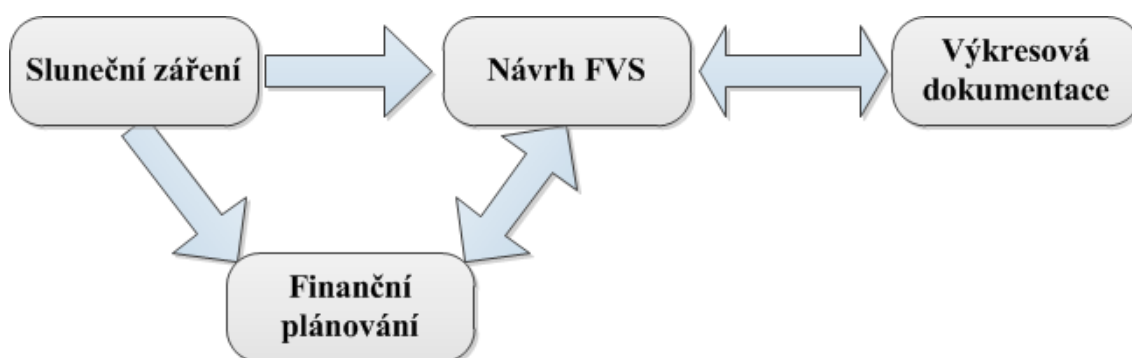 Sluneční záření
Návrh FVS
Výkresová
dokumentace
Finanční
plánování